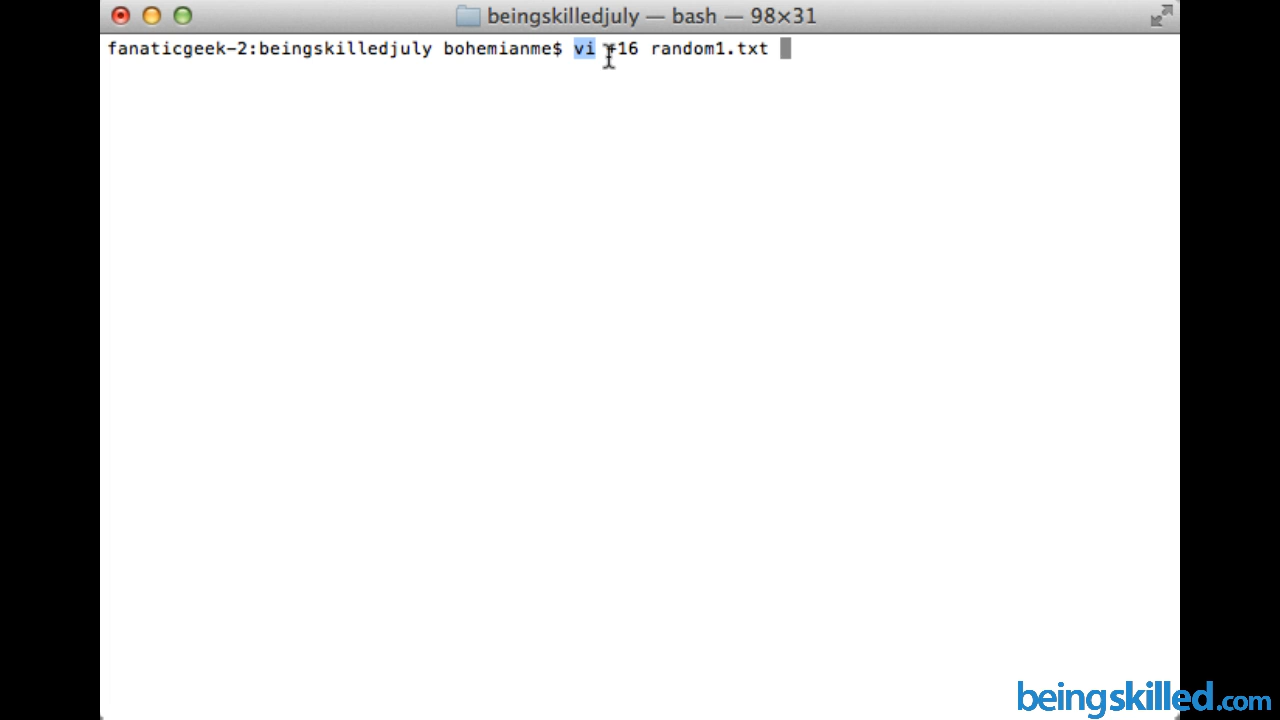 beingskilledjuly — bash — 98×31
fanaticgeek-2:beingskilledjuly bohemianme$ vi +16 random1.txt
beingskilled.com